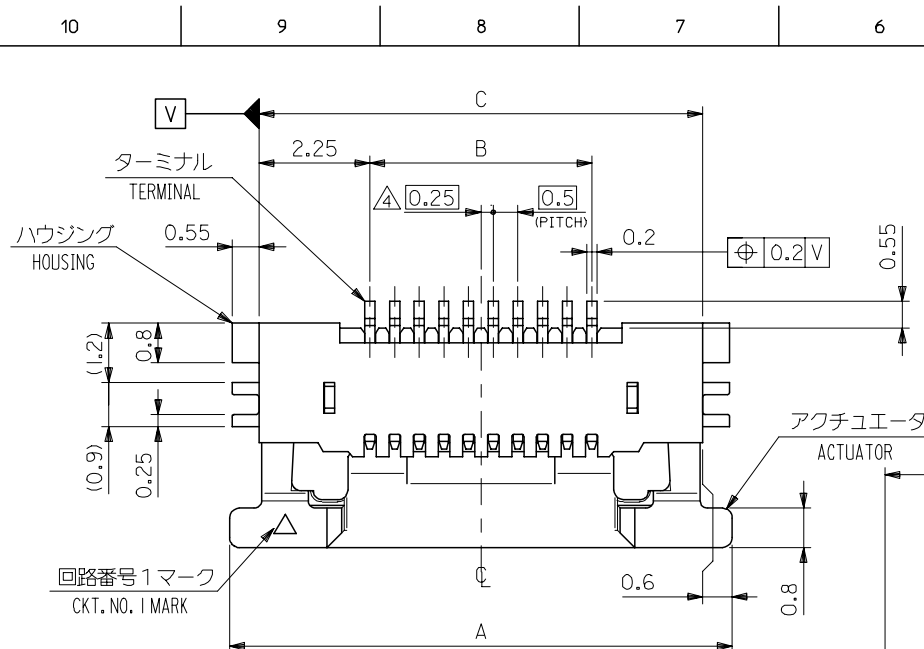 10 9 8 7 6
C
V
2.25 B
ターミナル
TERMINAL
4 0.25 0.5
(PITCH)
ハウジング
HOUSING
0.55 0.2
⌖ 0.2 V
0.55
(1.2) 0.8
アクチュエータ
ACTUATOR
(0.9) 0.25
回路番号1マーク
CKT. NO. 1 MARK
℄
0.6 0.8
A